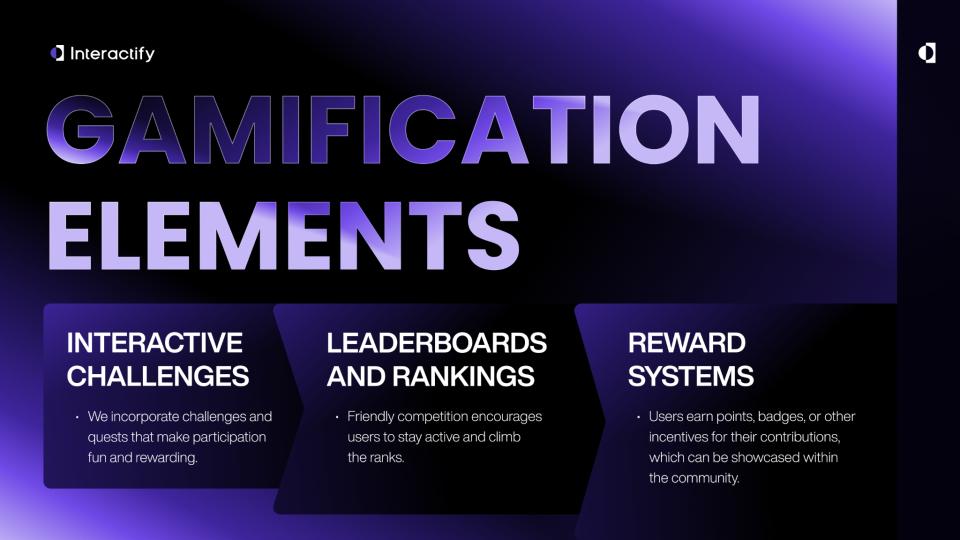 Interactify
GAMIFICATION
ELEMENTS
INTERACTIVE
CHALLENGES
• We incorporate challenges and
quests that make participation
fun and rewarding.
LEADERBOARDS
AND RANKINGS
• Friendly competition encourages
users to stay active and climb
the ranks.
REWARD
SYSTEMS
• Users earn points, badges, or other
incentives for their contributions,
which can be showcased within
the community.